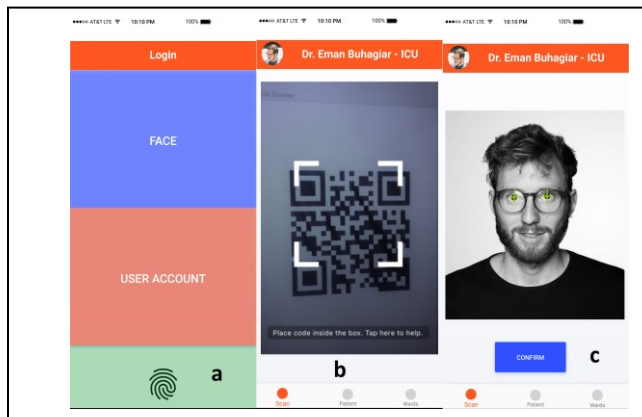 AT&T LTE 10:10 PM 100%
Login
FACE
USER ACCOUNT
a
AT&T LTE 10:10 PM 100%
Dr. Eman Buhagiar - ICU
Place code inside the box. Tap here to help.
b
Scan Patient Wards
AT&T LTE 10:10 PM 100%
Dr. Eman Buhagiar - ICU
CONFIRM
c
Scan Patient Wards